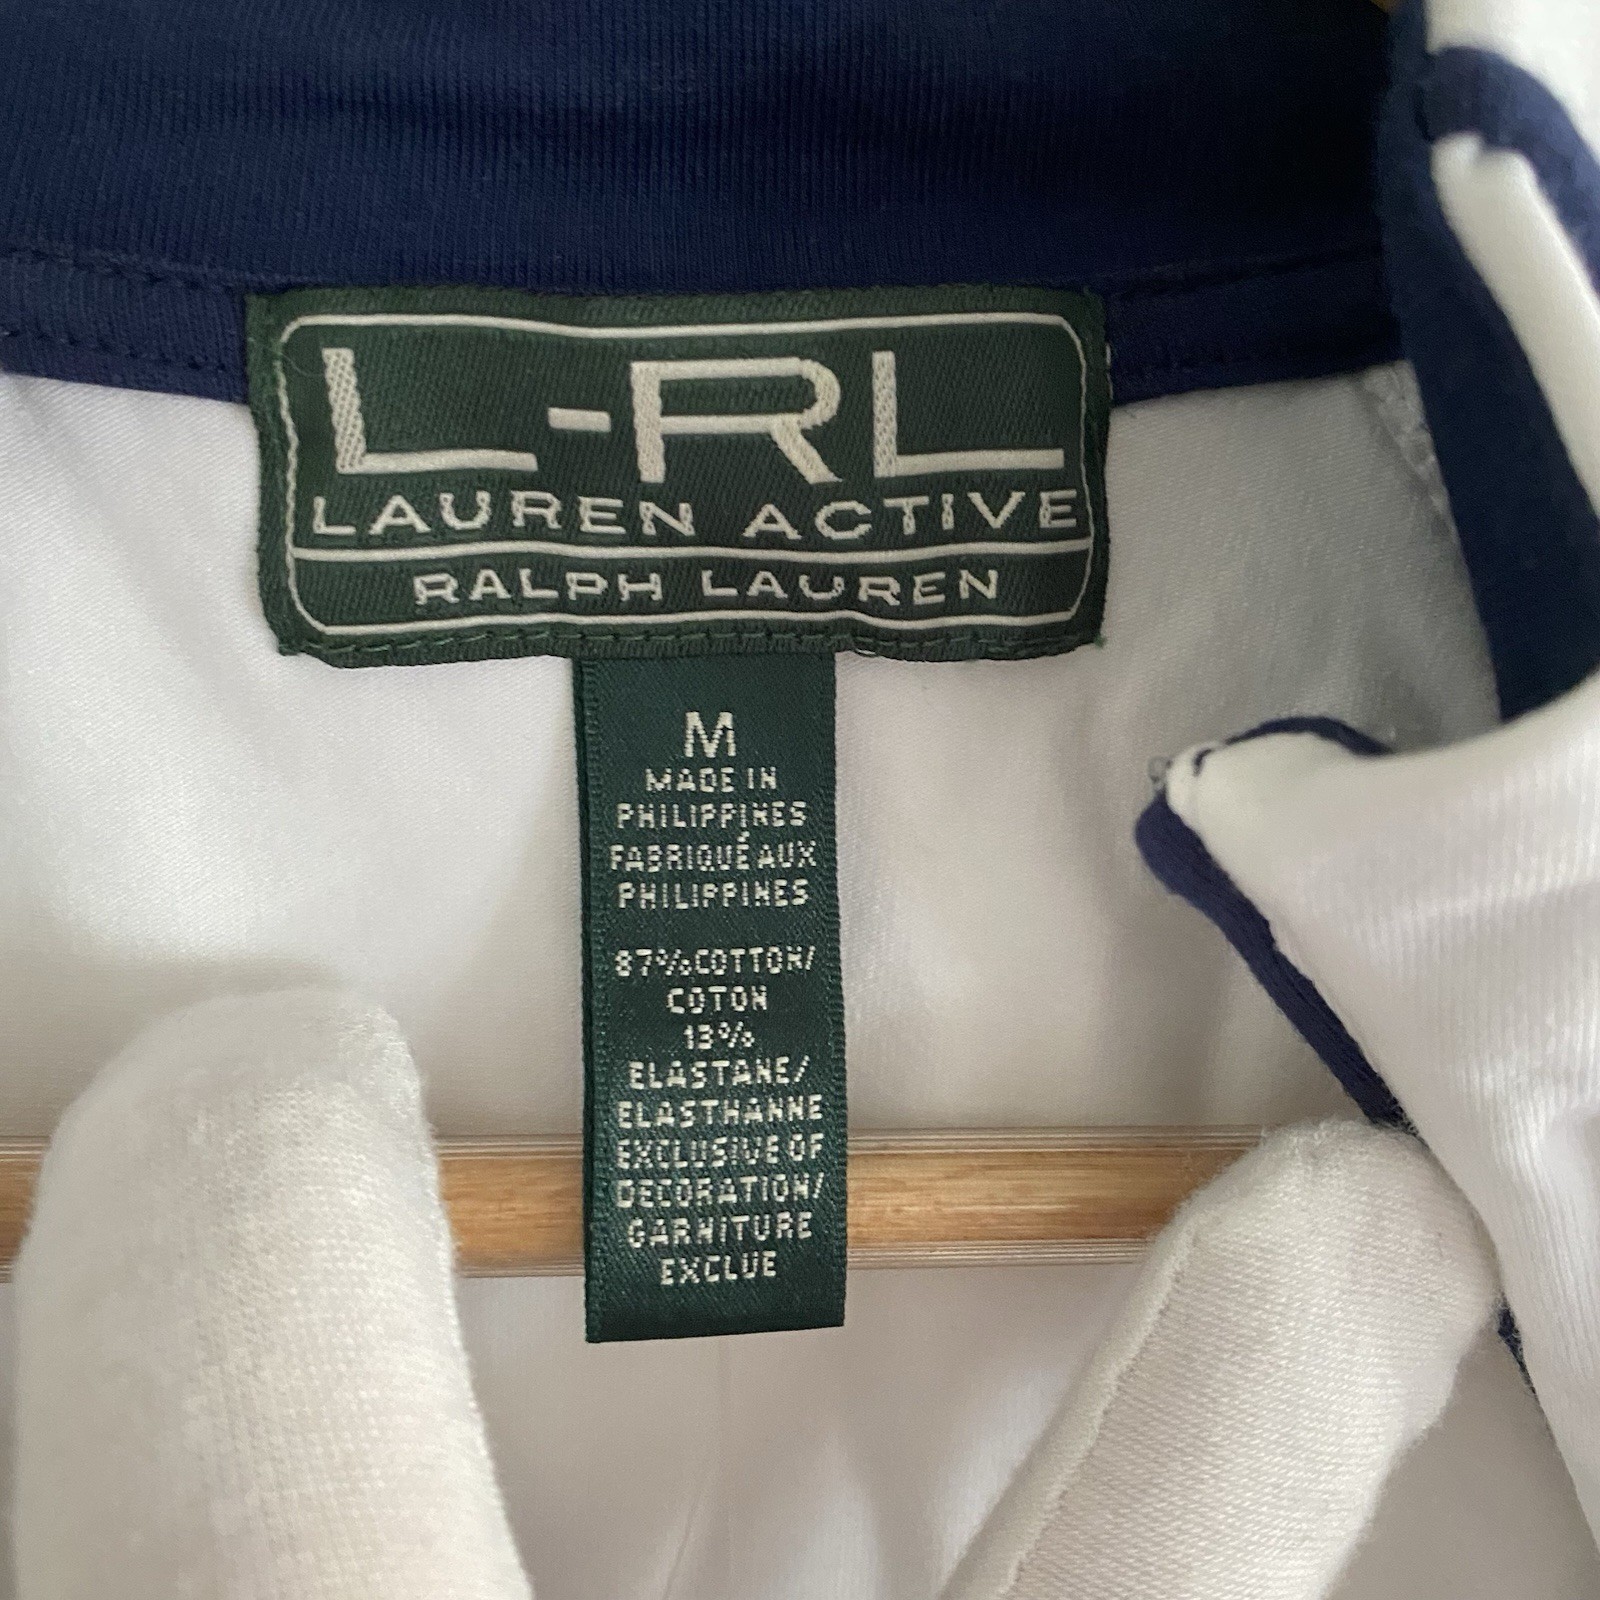 L-RL
LAUREN ACTIVE
RALPH LAUREN
M
MADE IN
PHILIPPINES
FABRIQUÉ AUX
PHILIPPINES
87% COTTON/
COTON
13%
ELASTANE/
ELASTHANNE
EXCLUSIVE OF
DECORATION/
GARNITURE
EXCLUE